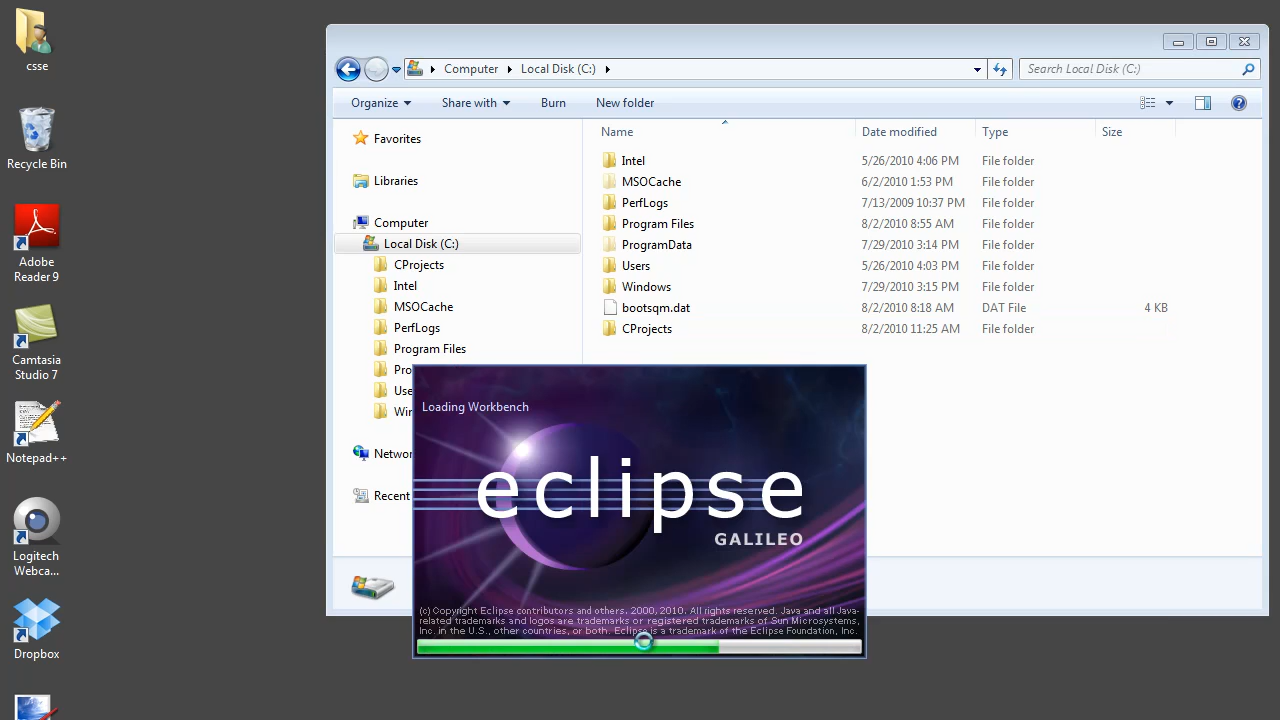 csse
Recycle Bin
Adobe
Reader 9
Camtasia
Studio 7
Notepad++
Logitech
Webca...
Dropbox
Computer
Local Disk (C:)
Search Local Disk (C:)
Organize
Share with
Burn
New folder
Favorites
Libraries
Computer
Local Disk (C:)
CProjects
Intel
MSOCache
PerfLogs
Program Files
Pro
Use
Wir
Networ
Recent
Name Date modified Type Size
Intel 5/26/2010 4:06 PM File folder
MSOCache 6/2/2010 1:53 PM File folder
PerfLogs 7/13/2009 10:37 PM File folder
Program Files 8/2/2010 8:55 AM File folder
ProgramData 7/29/2010 3:14 PM File folder
Users 5/26/2010 4:03 PM File folder
Windows 7/29/2010 3:15 PM File folder
bootsqm.dat 8/2/2010 8:18 AM DAT File 4 KB
CProjects 8/2/2010 11:25 AM File folder
Loading Workbench
eclipse
GALILEO
(c) Copyright Eclipse contributors and others. 2000, 2010. All rights reserved. Java and all Java-
related trademarks and logos are trademarks or registered trademarks of Sun Microsystems,
Inc. in the U.S., other countries, or both. Eclipse is a trademark of the Eclipse Foundation, Inc.